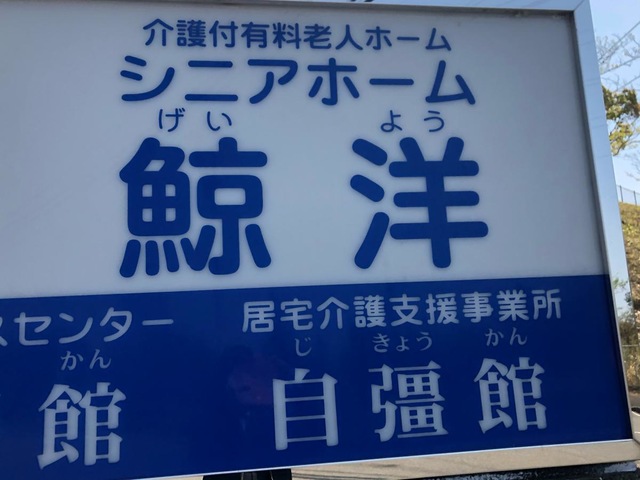 介護付有料老人ホーム
シニアホーム
げい よう
鯨洋
スセンター
かん
館
居宅介護支援事業所
じ きょう かん
自彊館